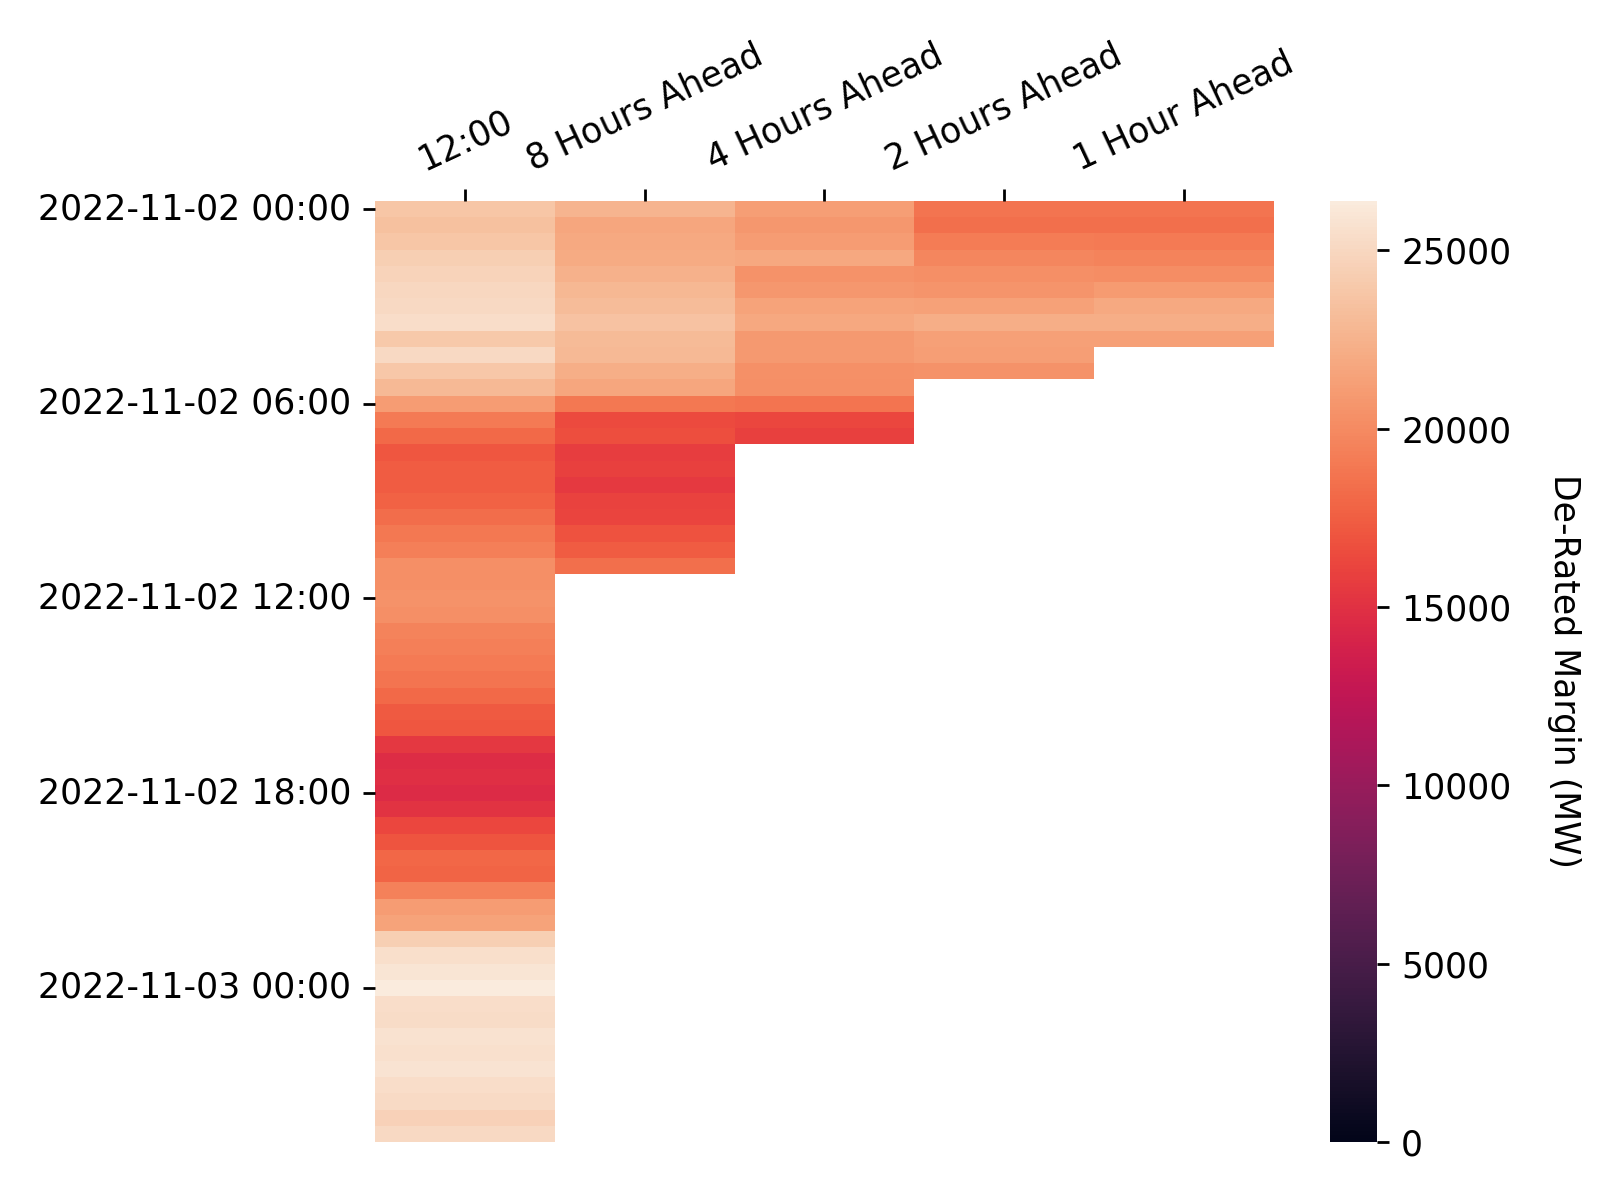 12:00
8 Hours Ahead
4 Hours Ahead
2 Hours Ahead
1 Hour Ahead
2022-11-02 00:00
2022-11-02 06:00
2022-11-02 12:00
2022-11-02 18:00
2022-11-03 00:00
25000
20000
15000
10000
5000
0
De-Rated Margin (MW)